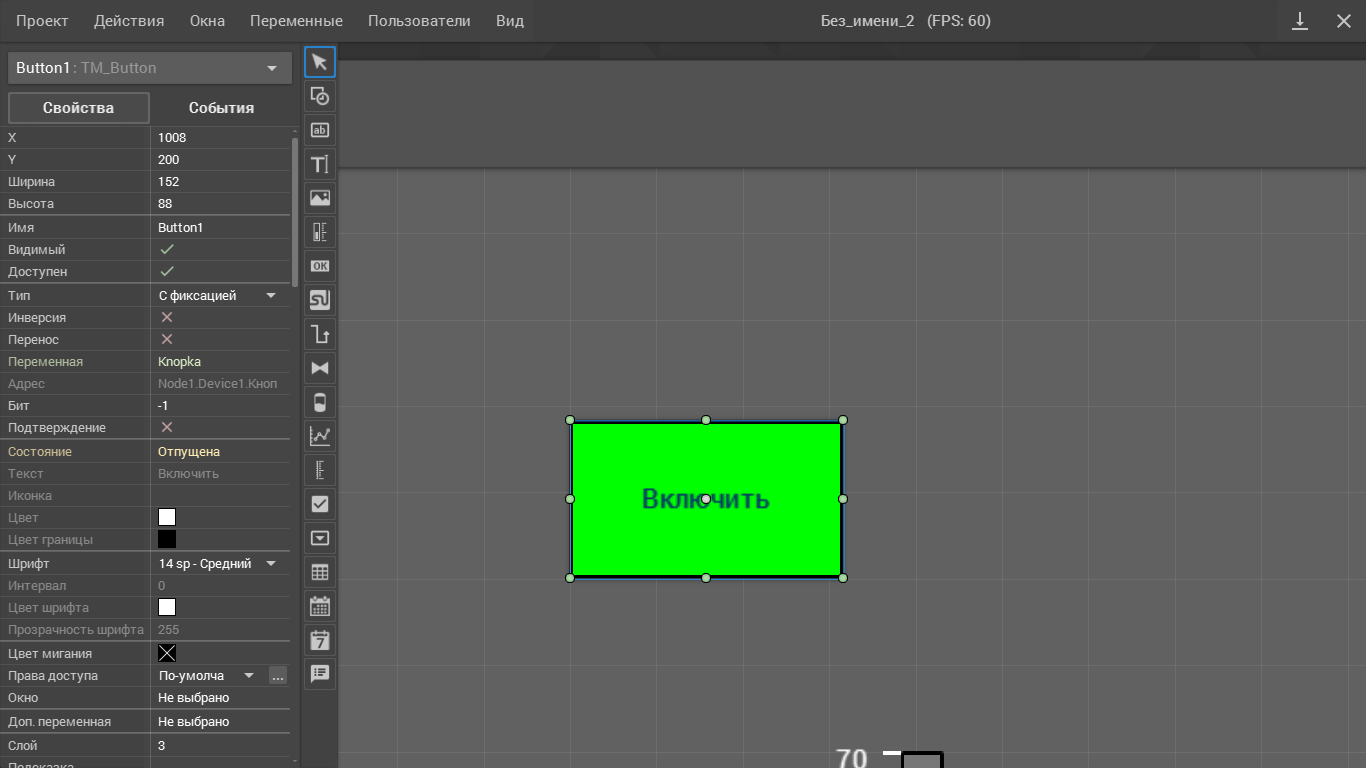 Проект Действия Окна Переменные Пользователи Вид Без_имени_2 (FPS: 60)
Button1 : TM_Button
Свойства События
X 1008
Y 200
Ширина 152
Высота 88
Имя Button1
Видимый
Доступен
Тип С фиксацией
Инверсия
Перенос
Переменная Knopka
Адрес Node1.Device1.Кноп
Бит -1
Подтверждение
Состояние Отпущена
Текст Включить
Иконка
Цвет
Цвет границы
Шрифт 14 sp - Средний
Интервал 0
Цвет шрифта
Прозрачность шрифта 255
Цвет мигания
Права доступа По-умолча ...
Окно Не выбрано
Доп. переменная Не выбрано
Слой 3
ab
T
OK
7
Включить
70